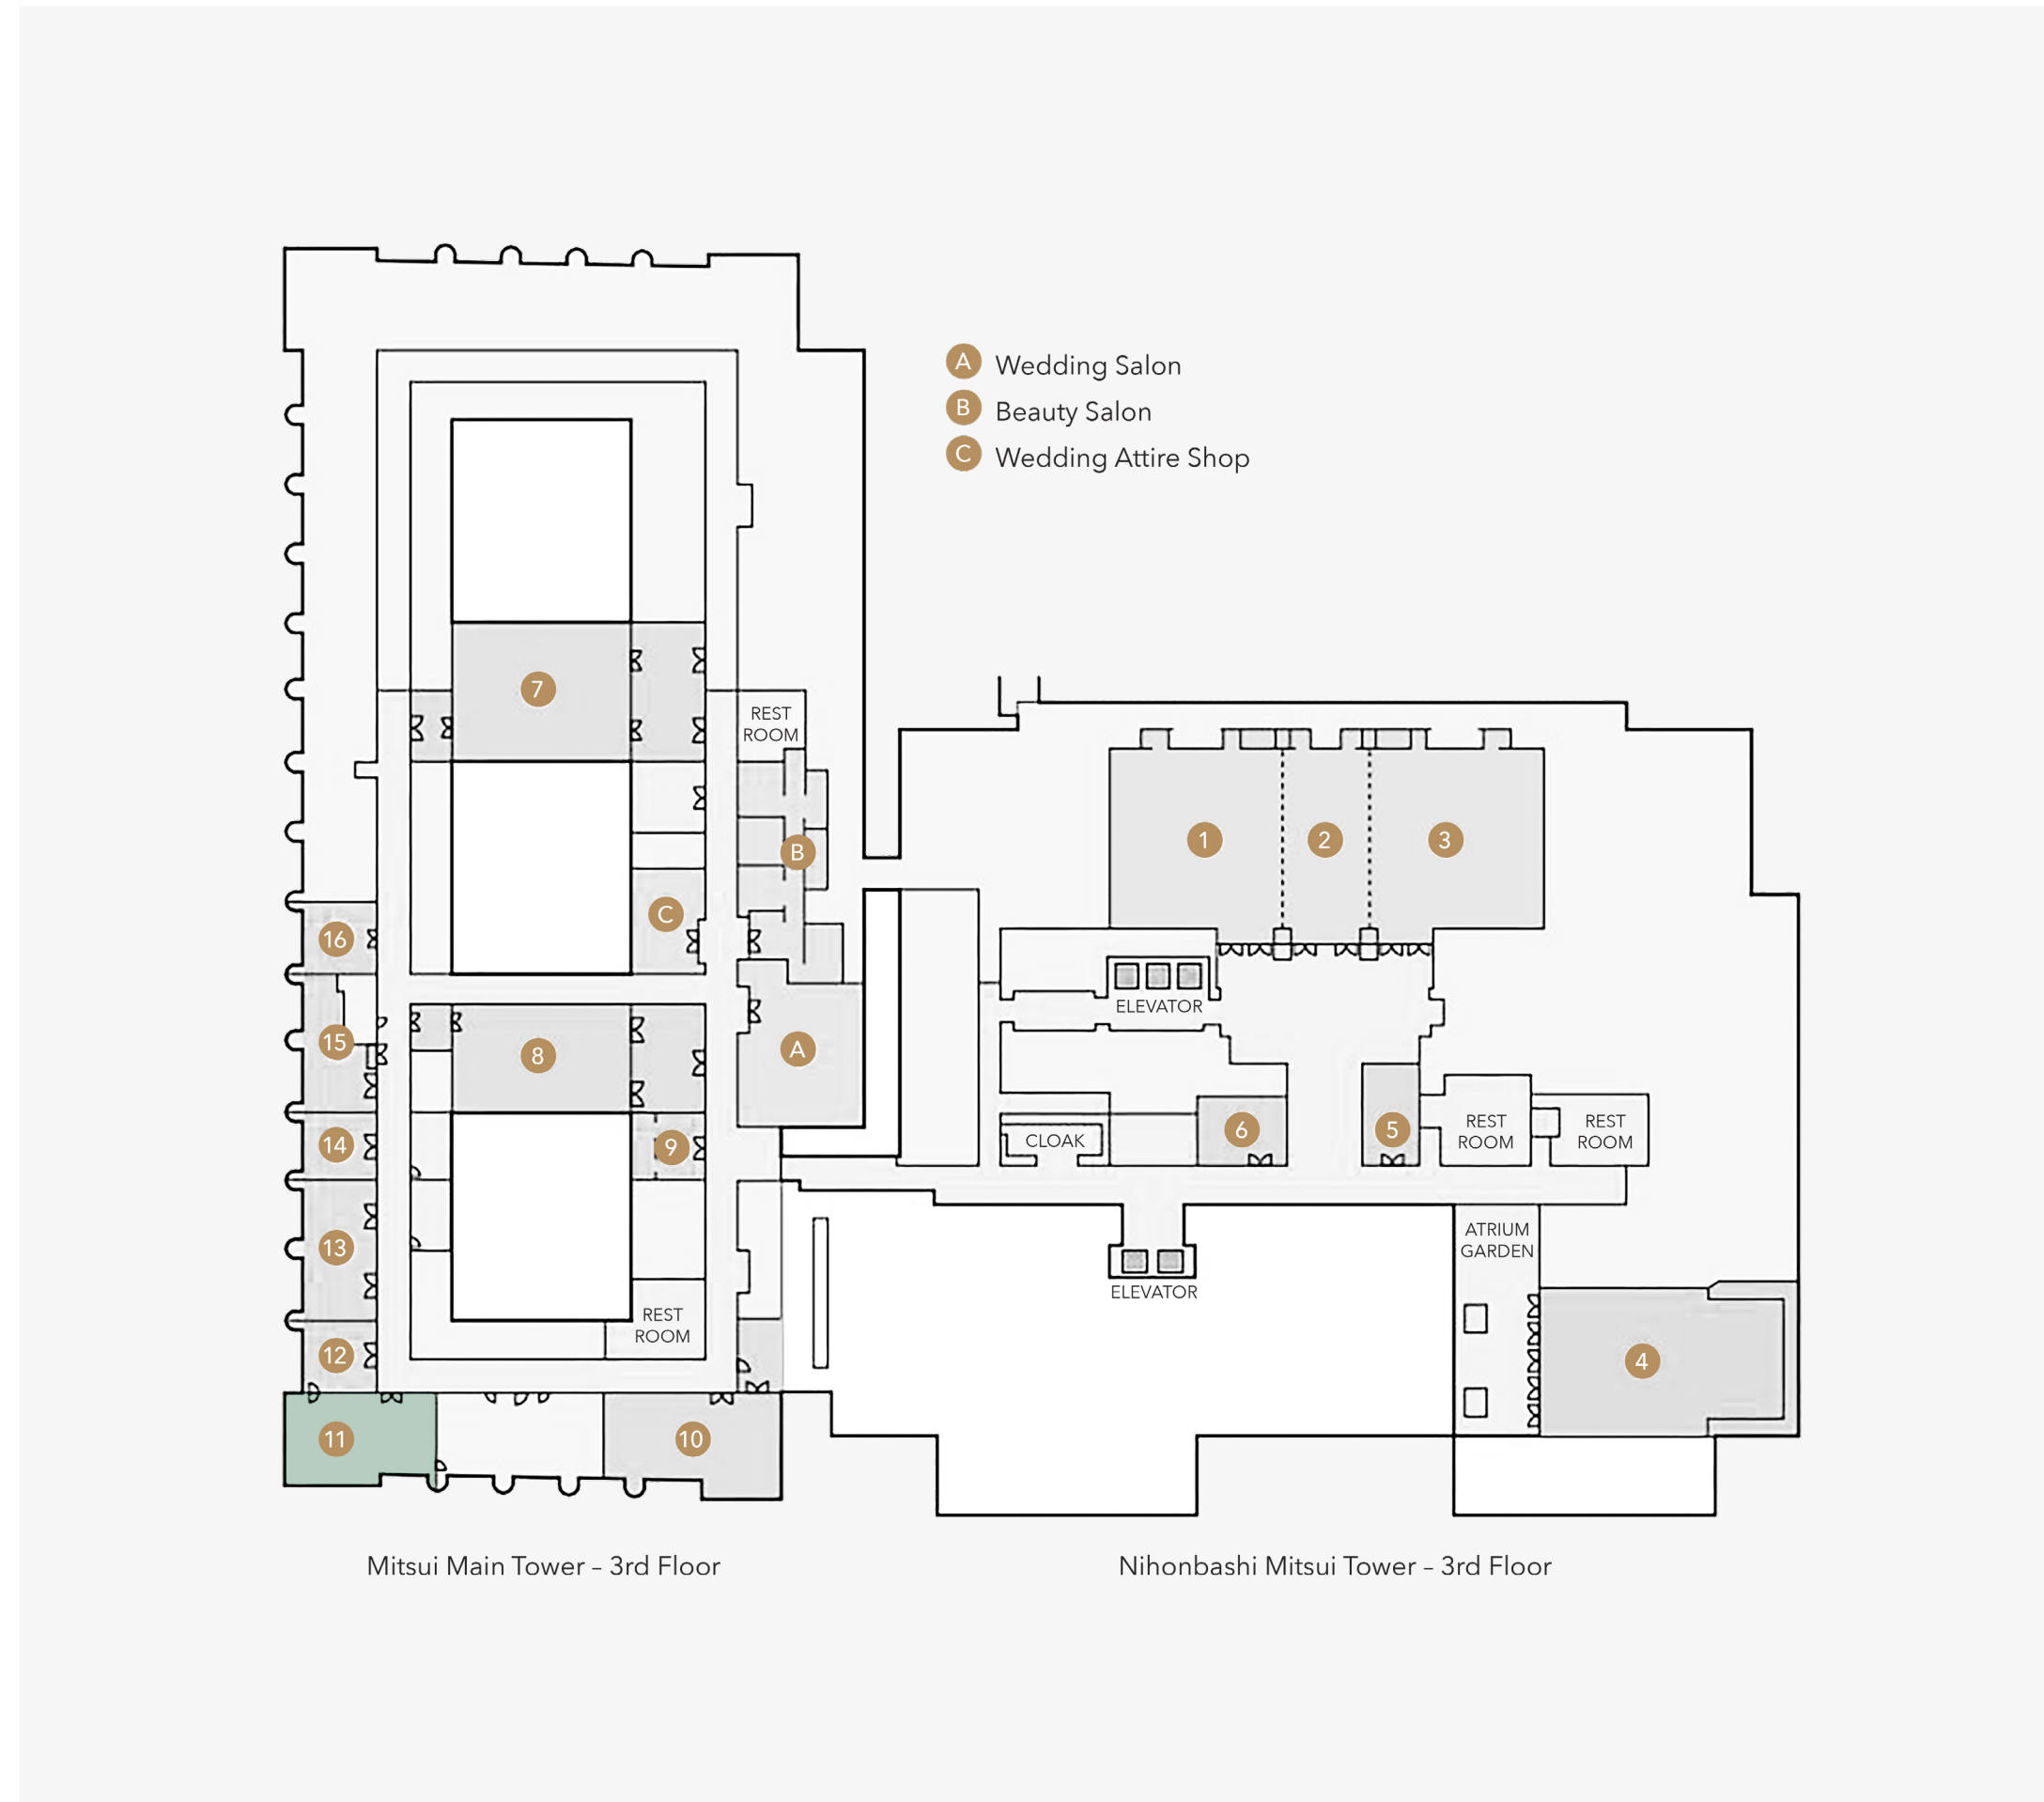 A Wedding Salon
B Beauty Salon
C Wedding Attire Shop
7
REST
ROOM
1
2
3
B
C
16
ELEVATOR
15
8
A
14
9
CLOAK
6
5
REST
ROOM
REST
ROOM
13
ATRIUM
GARDEN
ELEVATOR
REST
ROOM
12
4
11
10
Mitsui Main Tower – 3rd Floor
Nihonbashi Mitsui Tower – 3rd Floor